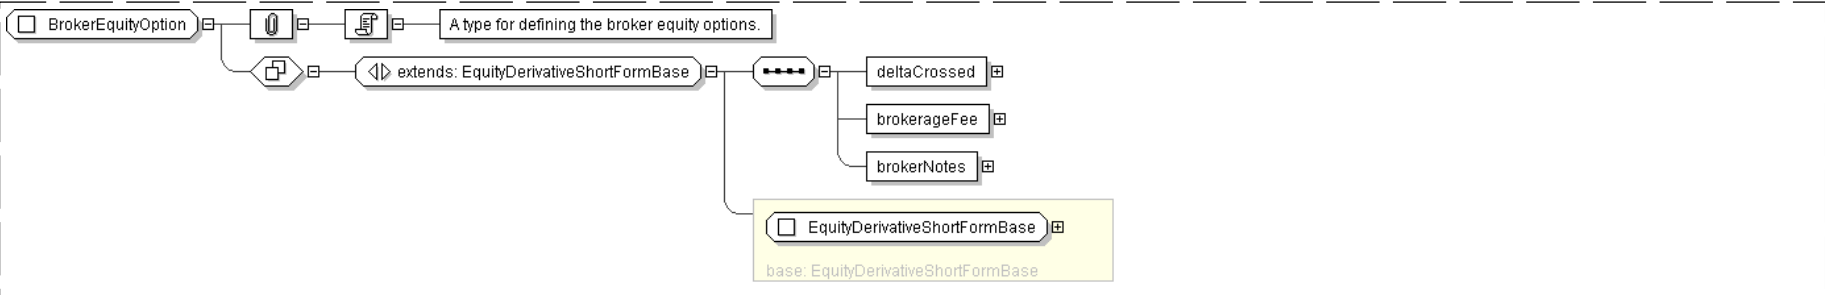 BrokerEquityOption
A type for defining the broker equity options.
extends: EquityDerivativeShortFormBase
deltaCrossed
brokerageFee
brokerNotes
EquityDerivativeShortFormBase
base: EquityDerivativeShortFormBase